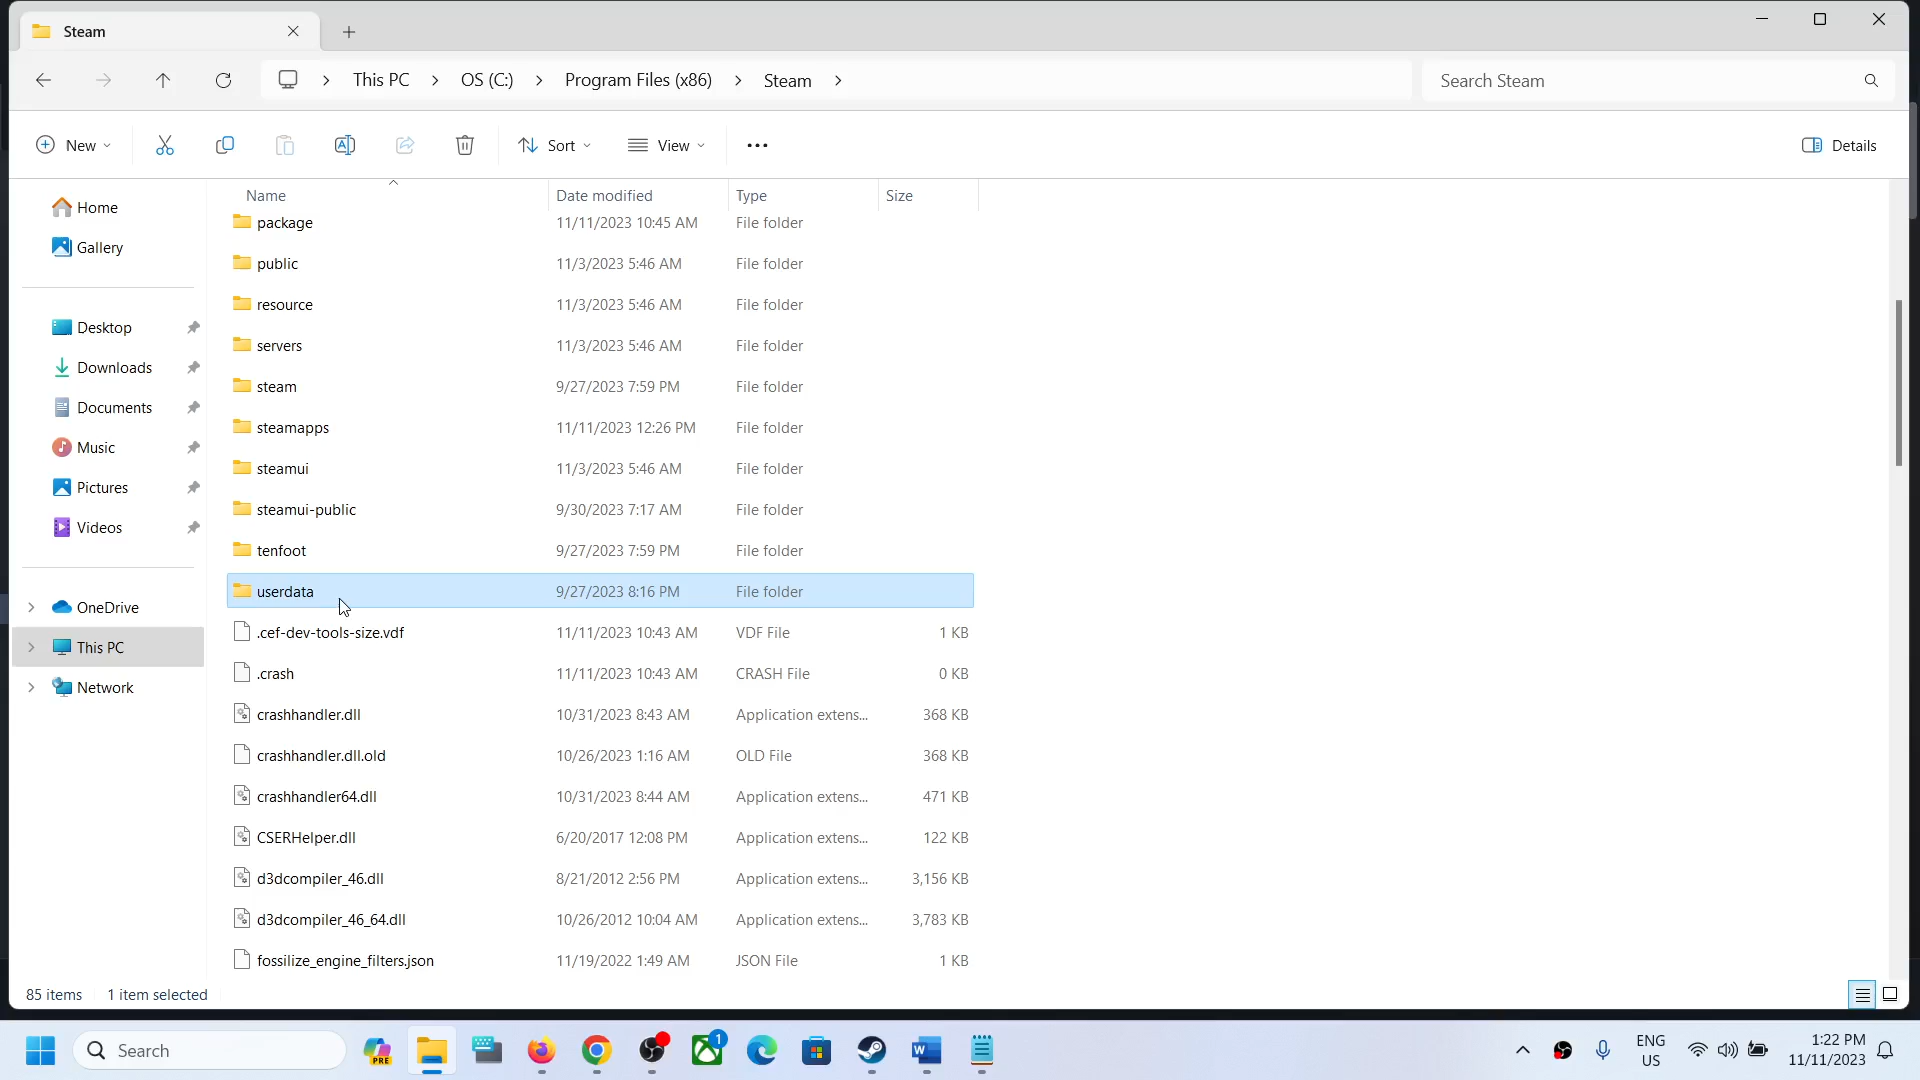 Steam
This PC
OS (C:)
Program Files (x86)
Steam
Search Steam
New
Sort
View
Details
Name
Date modified
Type
Size
Home
Gallery
Desktop
Downloads
Documents
Music
Pictures
Videos
OneDrive
This PC
Network
package 11/11/2023 10:45 AM File folder
public 11/3/2023 5:46 AM File folder
resource 11/3/2023 5:46 AM File folder
servers 11/3/2023 5:46 AM File folder
steam 9/27/2023 7:59 PM File folder
steamapps 11/11/2023 12:26 PM File folder
steamui 11/3/2023 5:46 AM File folder
steamui-public 9/30/2023 7:17 AM File folder
tenfoot 9/27/2023 7:59 PM File folder
userdata 9/27/2023 8:16 PM File folder
.cef-dev-tools-size.vdf 11/11/2023 10:43 AM VDF File 1 KB
.crash 11/11/2023 10:43 AM CRASH File 0 KB
crashhandler.dll 10/31/2023 8:43 AM Application extens... 368 KB
crashhandler.dll.old 10/26/2023 1:16 AM OLD File 368 KB
crashhandler64.dll 10/31/2023 8:44 AM Application extens... 471 KB
CSERHelper.dll 6/20/2017 12:08 PM Application extens... 122 KB
d3dcompiler_46.dll 8/21/2012 2:56 PM Application extens... 3,156 KB
d3dcompiler_46_64.dll 10/26/2012 10:04 AM Application extens... 3,783 KB
fossilize_engine_filters.json 11/19/2022 1:49 AM JSON File 1 KB
85 items
1 item selected
Search
PRE
1
ENG
US
1:22 PM
11/11/2023